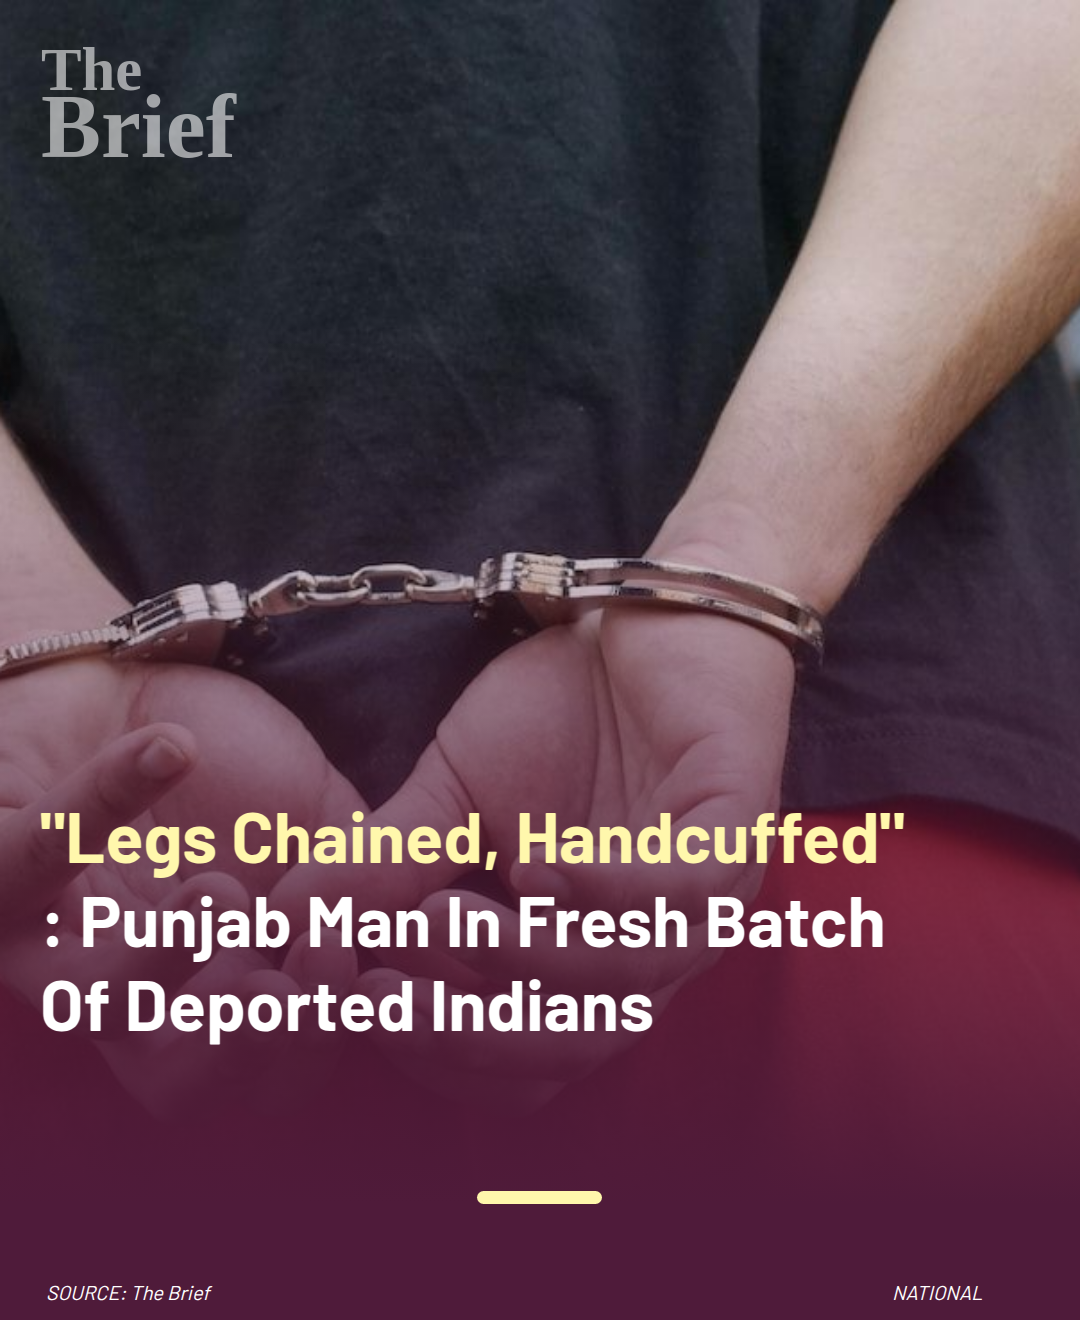 The
Brief
"Legs Chained, Handcuffed"
: Punjab Man In Fresh Batch
Of Deported Indians
SOURCE: The Brief
NATIONAL